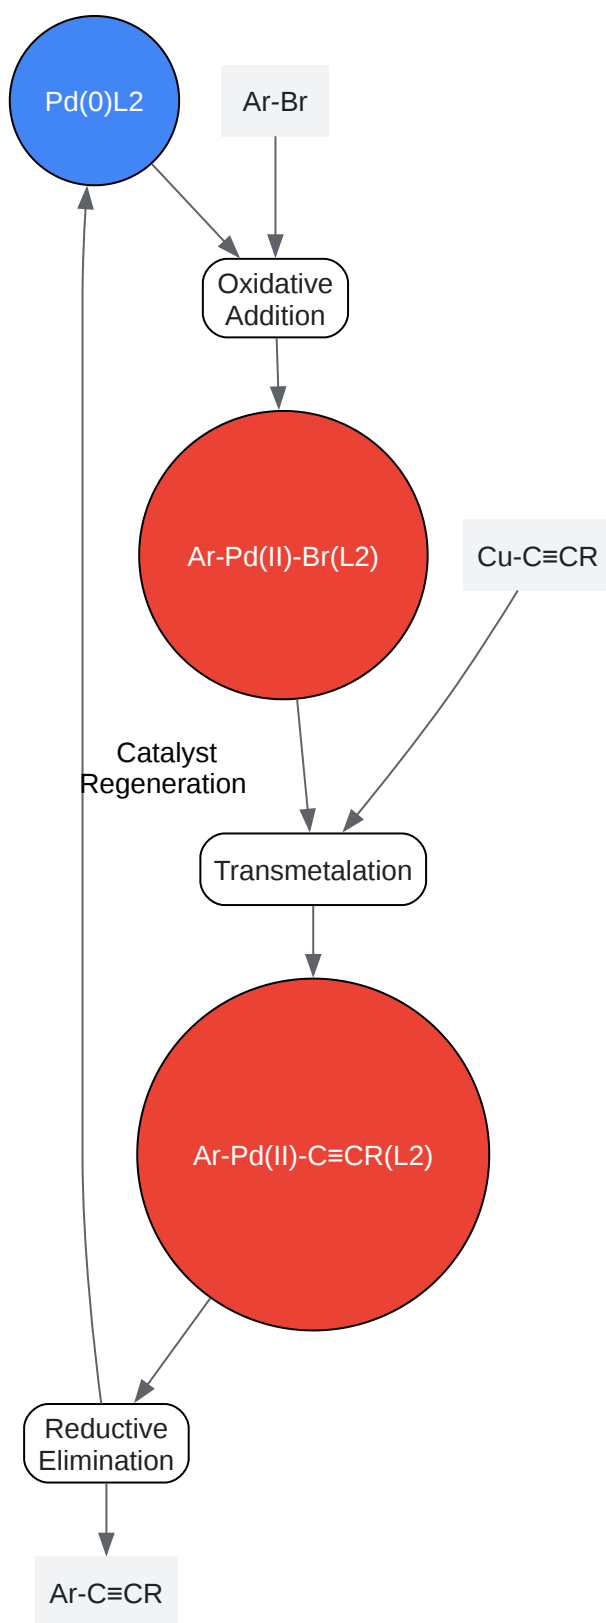 Pd(0)L2
Ar-Br
Oxidative
Addition
Ar-Pd(II)-Br(L2)
Cu-C≡CR
Catalyst
Regeneration
Transmetalation
Ar-Pd(II)-C≡CR(L2)
Reductive
Elimination
Ar-C≡CR